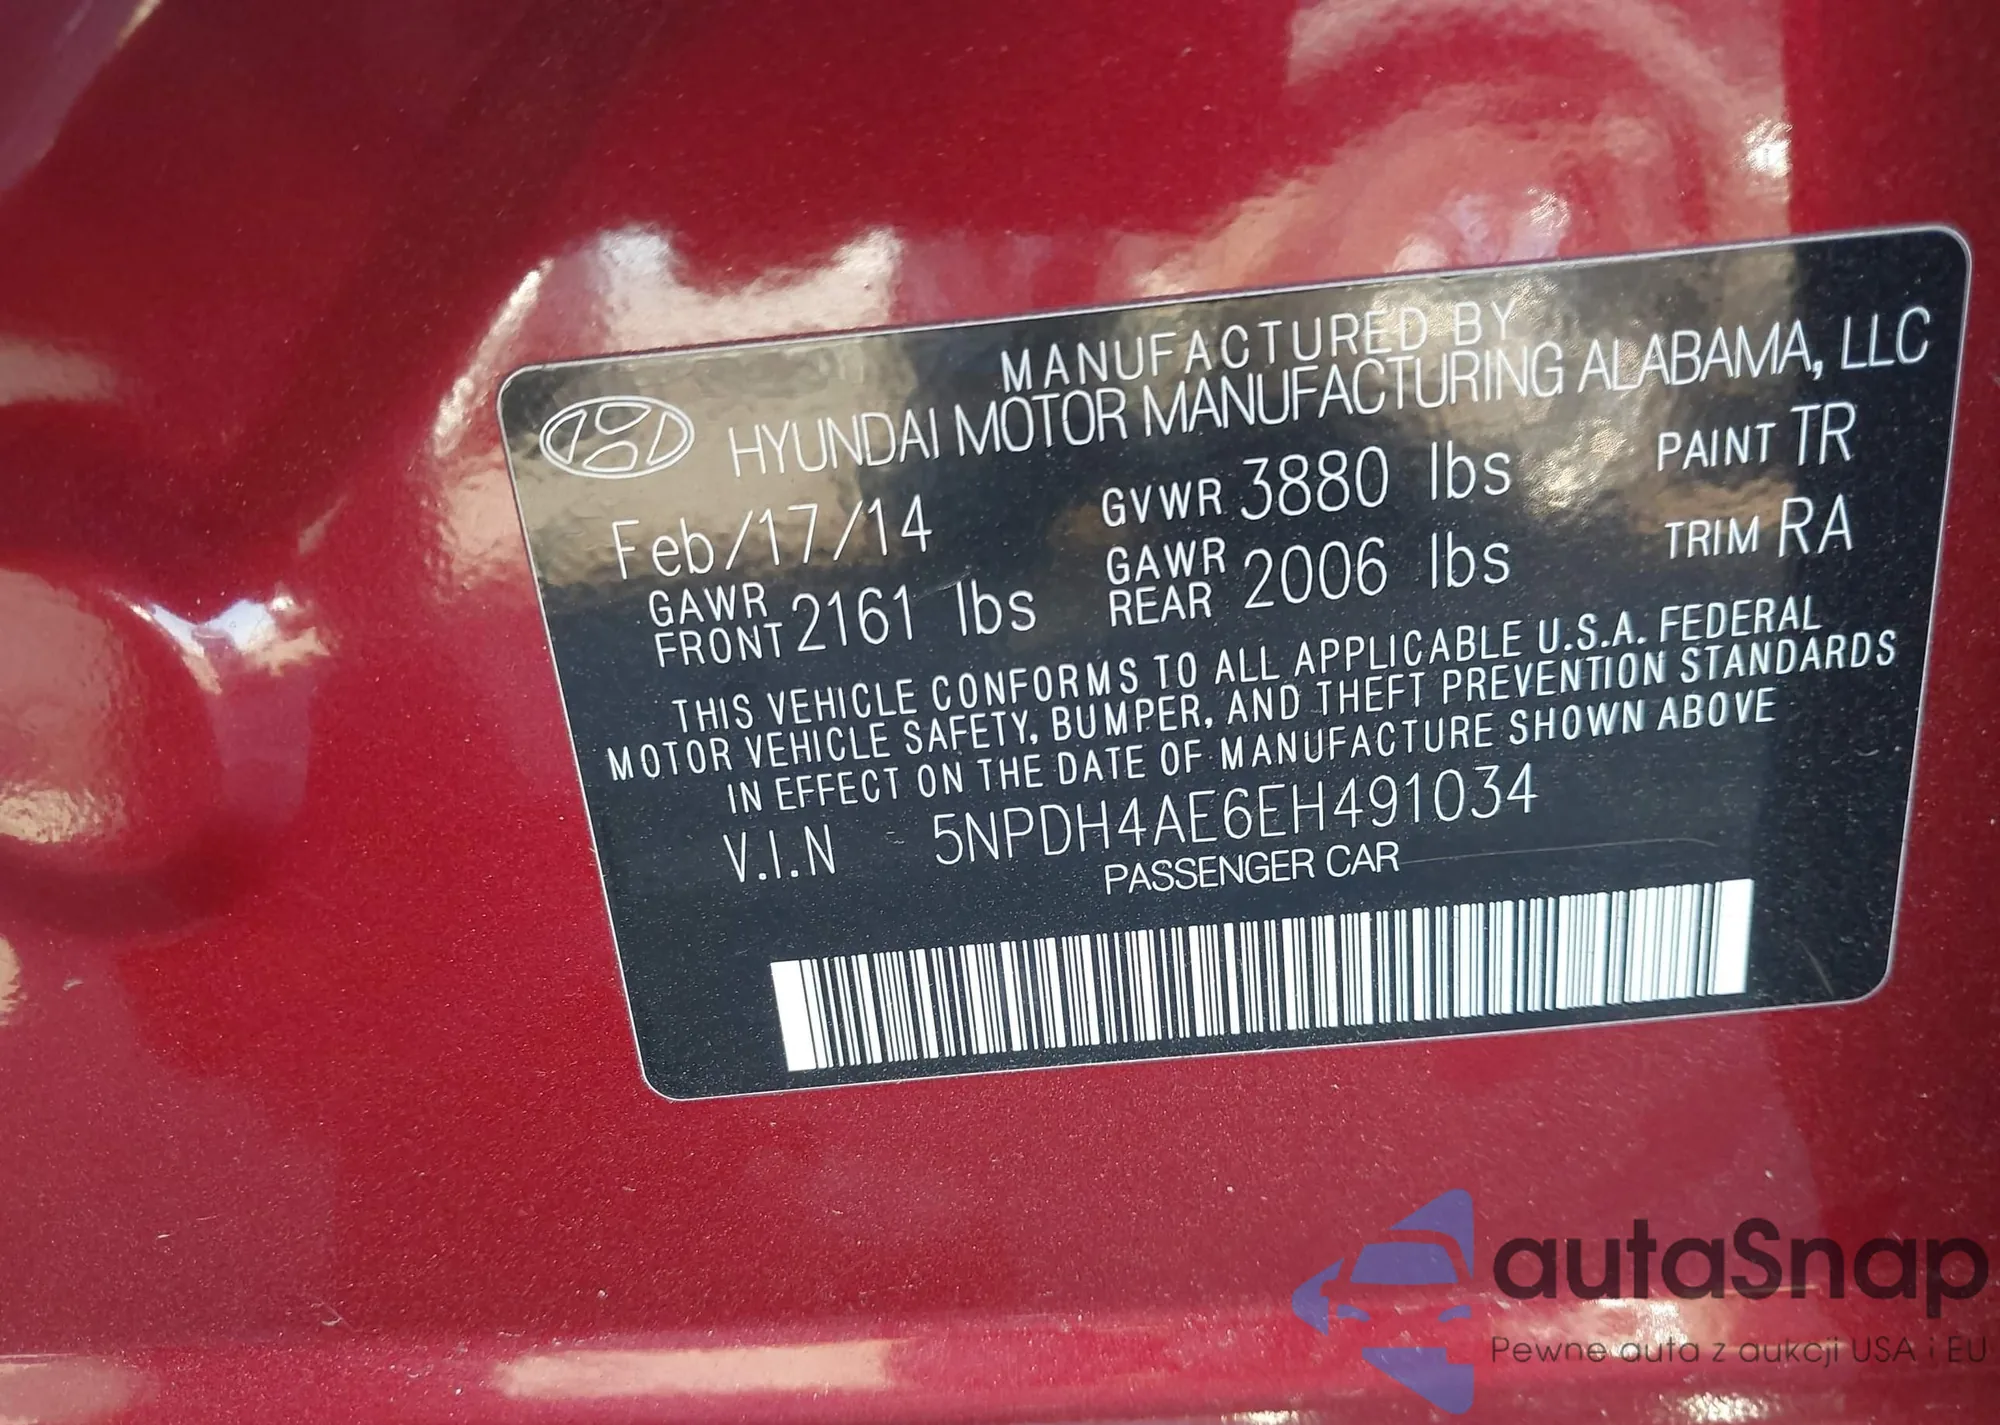 MANUFACTURED BY
HYUNDAI MOTOR MANUFACTURING ALABAMA, LLC
Feb/17/14 GVWR 3880 lbs PAINT TR
GAWR FRONT 2161 lbs GAWR REAR 2006 lbs TRIM RA
THIS VEHICLE CONFORMS TO ALL APPLICABLE U.S.A. FEDERAL
MOTOR VEHICLE SAFETY, BUMPER, AND THEFT PREVENTION STANDARDS
IN EFFECT ON THE DATE OF MANUFACTURE SHOWN ABOVE
V.I.N 5NPDH4AE6EH491034
PASSENGER CAR
autaSnap
Pewne auta z aukcji USA i EU